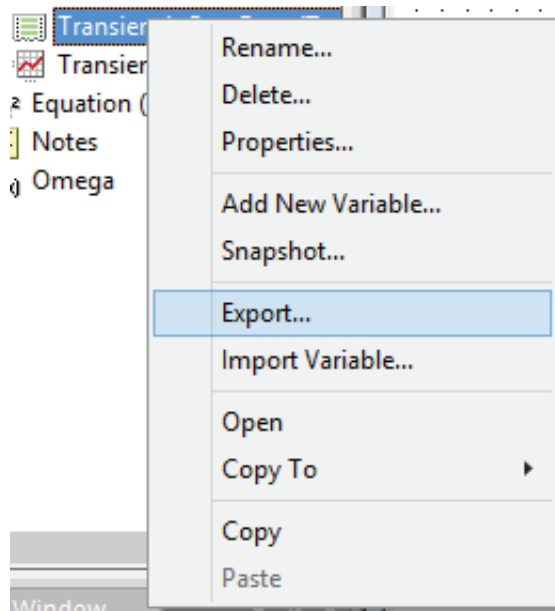 Transien
Transien
Equation (
Notes
Omega
Rename...
Delete...
Properties...
Add New Variable...
Snapshot...
Export...
Import Variable...
Open
Copy To
Copy
Paste
Window